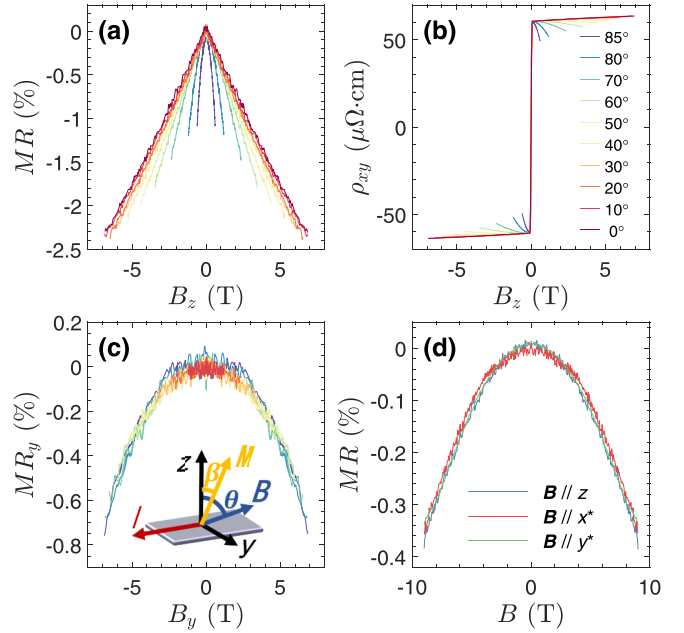 (a)
MR (%)
0
-0.5
-1
-1.5
-2
-2.5
-5
0
5
B_z (T)
(b)
ρ_xy (μΩ·cm)
50
0
-50
85°
80°
70°
60°
50°
40°
30°
20°
10°
0°
-5
0
5
B_z (T)
(c)
MR_y (%)
0.2
0
-0.2
-0.4
-0.6
-0.8
z
β
M
θ
B
I
y
-5
0
5
B_y (T)
(d)
MR (%)
0
-0.1
-0.2
-0.3
-0.4
B // z
B // x*
B // y*
-10
0
10
B (T)